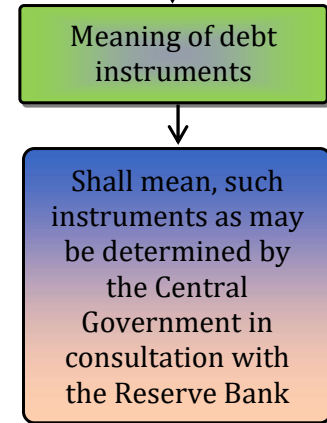 Meaning of debt
instruments
Shall mean, such
instruments as may
be determined by
the Central
Government in
consultation with
the Reserve Bank